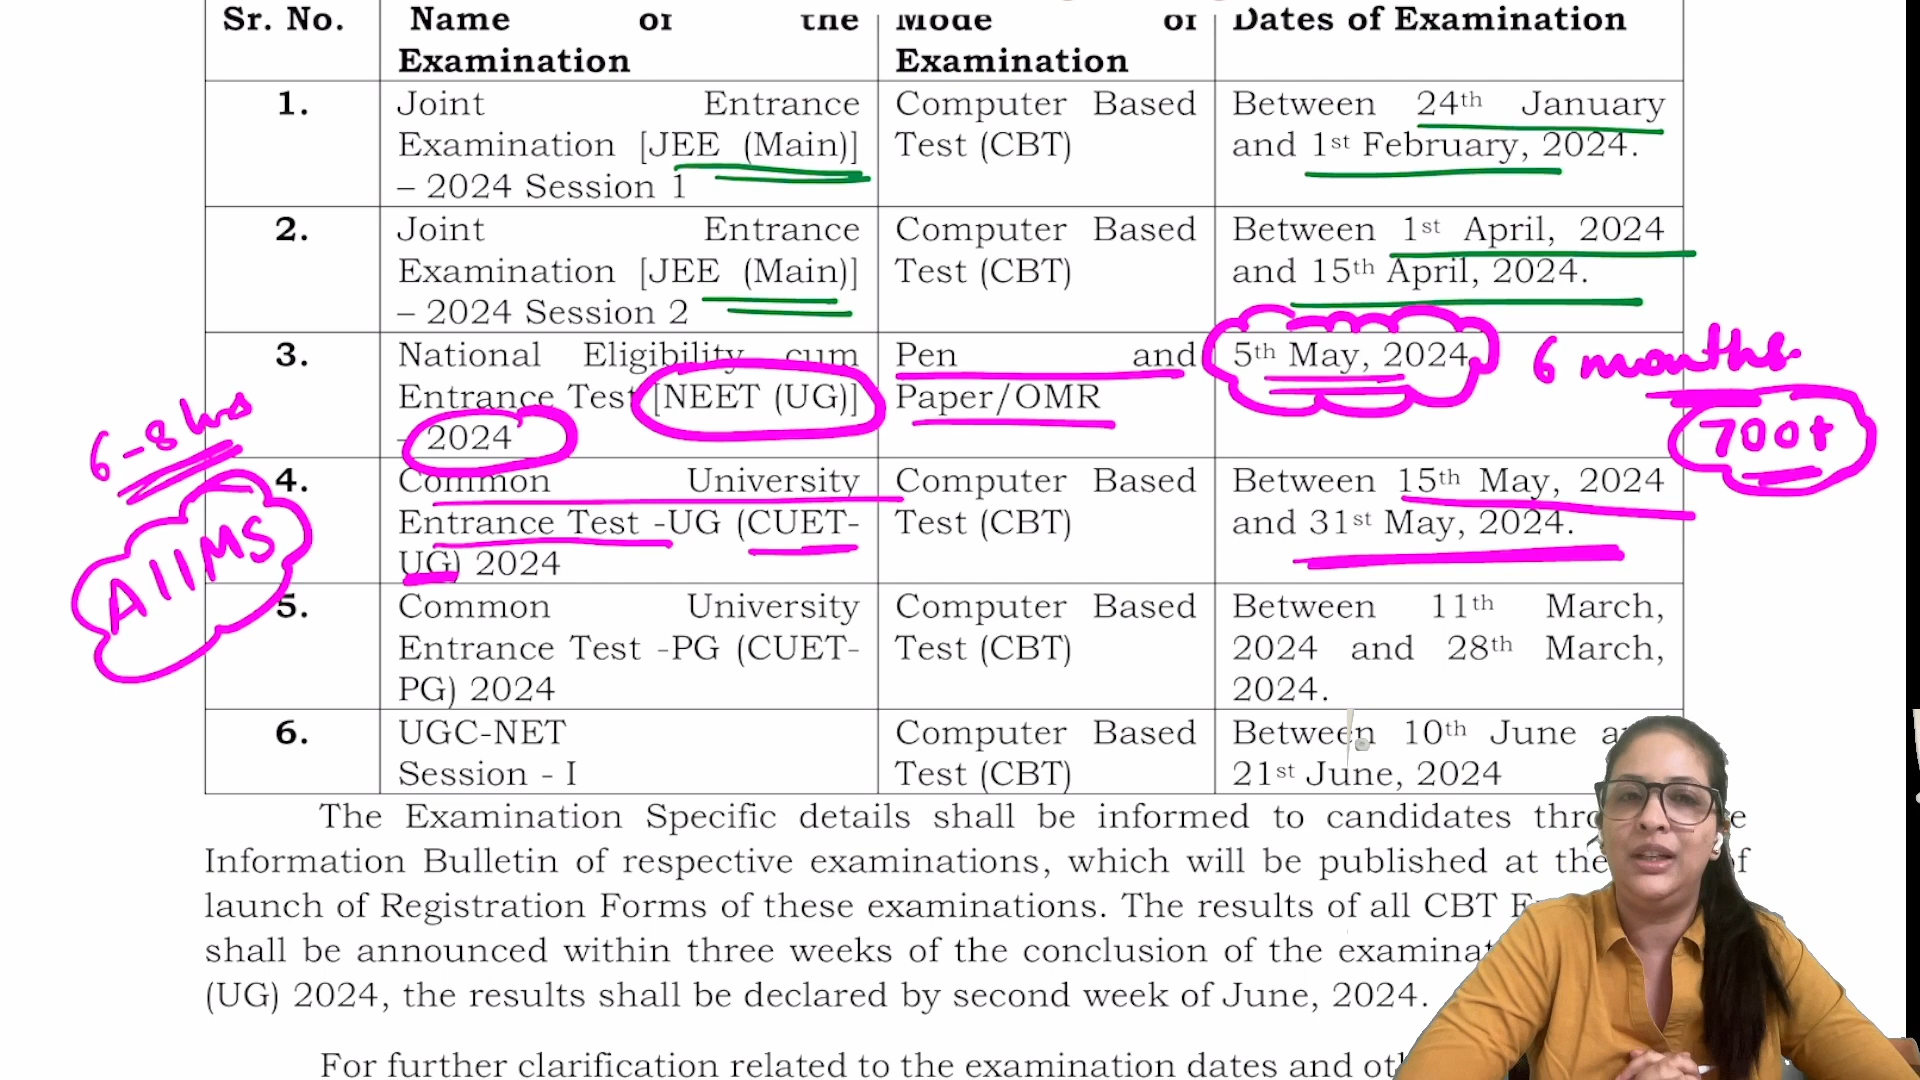 Sr. No. Name of the Mode of Dates of Examination
Examination Examination
1. Joint Entrance Computer Based Between 24th January
Examination [JEE (Main)] Test (CBT) and 1st February, 2024.
– 2024 Session 1
2. Joint Entrance Computer Based Between 1st April, 2024
Examination [JEE (Main)] Test (CBT) and 15th April, 2024.
– 2024 Session 2
3. National Eligibility cum Pen and 5th May, 2024 6 months
Entrance Test [NEET (UG)] Paper/OMR
- 2024
700+
6-8 hrs
AIIMS
4. Common University Computer Based Between 15th May, 2024
Entrance Test -UG (CUET- Test (CBT) and 31st May, 2024.
UG) 2024
5. Common University Computer Based Between 11th March,
Entrance Test -PG (CUET- Test (CBT) 2024 and 28th March,
PG) 2024 2024.
6. UGC-NET Computer Based Between 10th June
Session - I Test (CBT) 21st June, 2024
The Examination Specific details shall be informed to candidates
Information Bulletin of respective examinations, which will be published at the
launch of Registration Forms of these examinations. The results of all CBT
shall be announced within three weeks of the conclusion of the
(UG) 2024, the results shall be declared by second week of June, 2024.
For further clarification related to the examination dates and